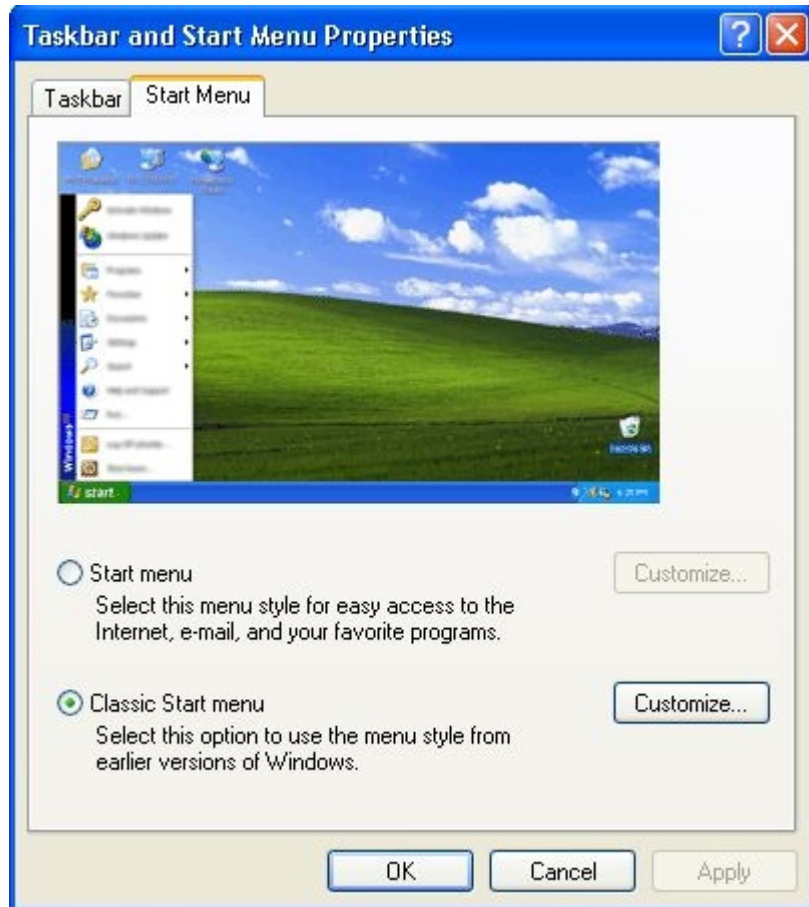 Taskbar and Start Menu Properties
Taskbar
Start Menu
Windows
start
Start menu
Customize...
Select this menu style for easy access to the
Internet, e-mail, and your favorite programs.
Classic Start menu
Customize...
Select this option to use the menu style from
earlier versions of Windows.
OK
Cancel
Apply